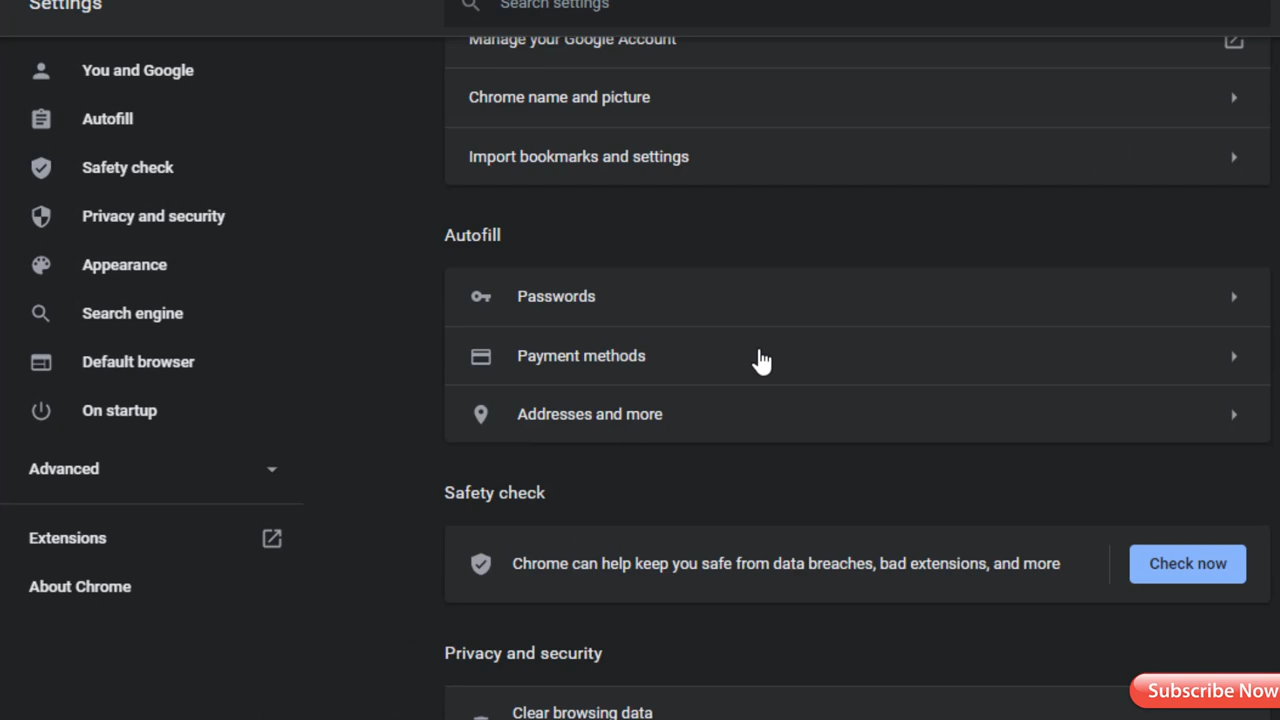 Settings
Search settings
You and Google
Autofill
Safety check
Privacy and security
Appearance
Search engine
Default browser
On startup
Advanced
Extensions
About Chrome
Manage your Google Account
Chrome name and picture
Import bookmarks and settings
Autofill
Passwords
Payment methods
Addresses and more
Safety check
Chrome can help keep you safe from data breaches, bad extensions, and more
Check now
Privacy and security
Clear browsing data
Subscribe Now